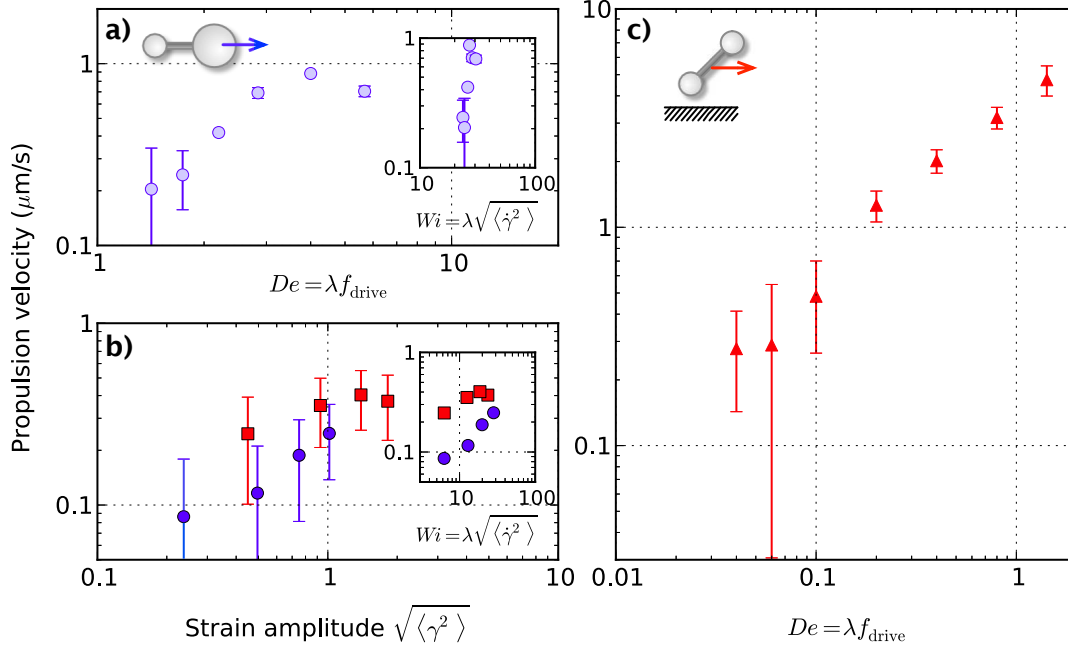 Propulsion velocity (μm/s)
a)
1
0.1
1
10
De = λf_drive
1
0.1
10
100
Wi = λ√⟨γ̇²⟩
b)
1
0.1
0.1
1
10
Strain amplitude √⟨γ²⟩
1
0.1
10
100
Wi = λ√⟨γ̇²⟩
c)
10
1
0.1
0.01
0.1
1
De = λf_drive